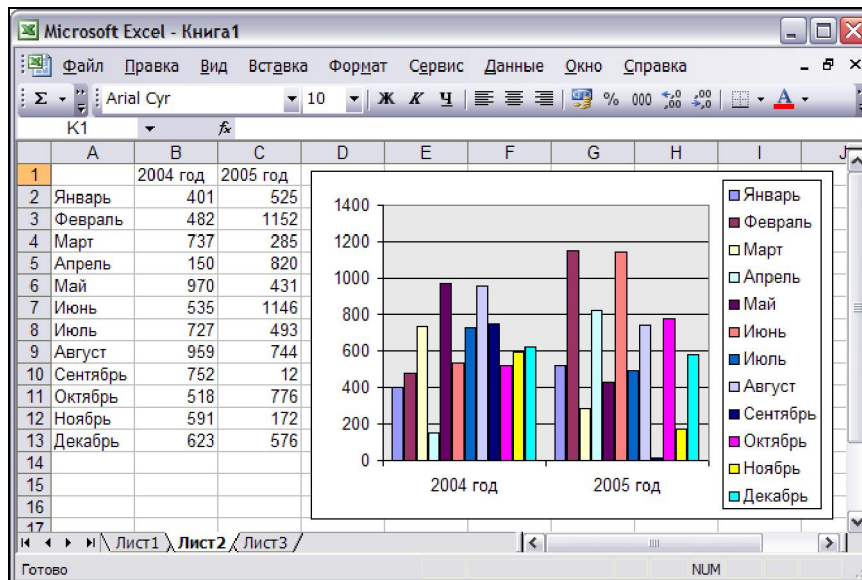 Microsoft Excel - Книга1
Файл Правка Вид Вставка Формат Сервис Данные Окно Справка
Σ Arial Cyr 10 Ж К Ч % 000 ,00 ,00 A
K1 fx
A B C D E F G H I J
1 2004 год 2005 год
2 Январь 401 525
3 Февраль 482 1152
4 Март 737 285
5 Апрель 150 820
6 Май 970 431
7 Июнь 535 1146
8 Июль 727 493
9 Август 959 744
10 Сентябрь 752 12
11 Октябрь 518 776
12 Ноябрь 591 172
13 Декабрь 623 576
14
15
16
17
1400
1200
1000
800
600
400
200
0
2004 год 2005 год
Январь
Февраль
Март
Апрель
Май
Июнь
Июль
Август
Сентябрь
Октябрь
Ноябрь
Декабрь
Лист1 Лист2 Лист3
Готово NUM